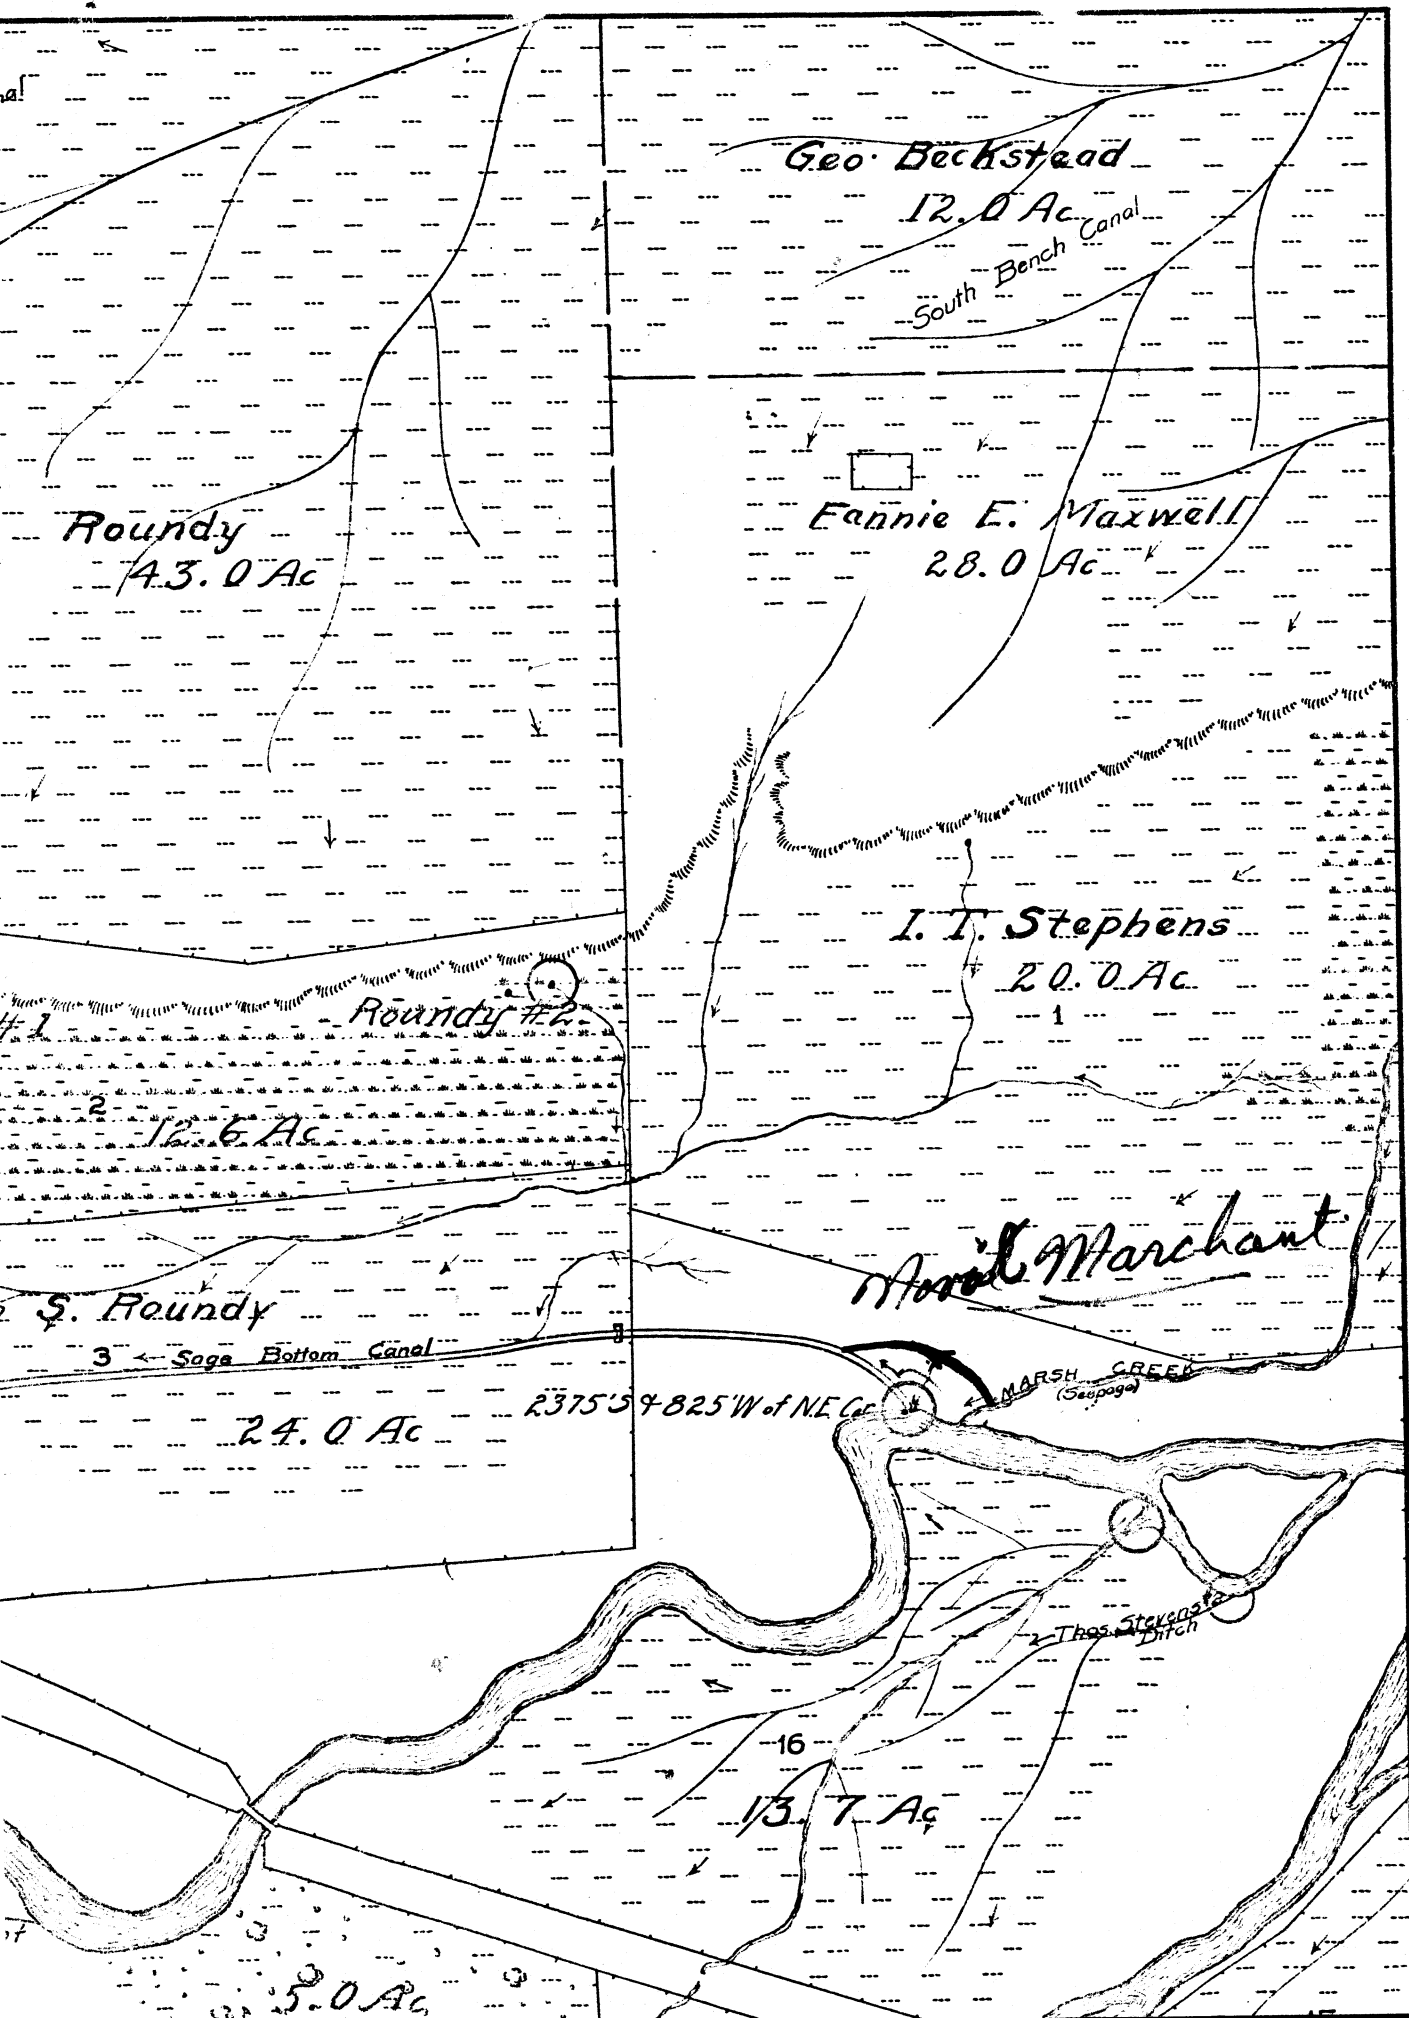 Geo. Beckstead
12.0 Ac
South Bench Canal
Roundy
43.0 Ac
Fannie E. Maxwell
28.0 Ac
I. T. Stephens
20.0 Ac
1
Roundy #2
#1
2
12.6 Ac
Marchant
S. Roundy
3 ← Sage Bottom Canal
MARSH CREEK
(Seepage)
2375'S & 825'W of N.E. Cor
24.0 Ac
Thos. Stevens
Ditch
16
13.7 Ac
5.0 Ac